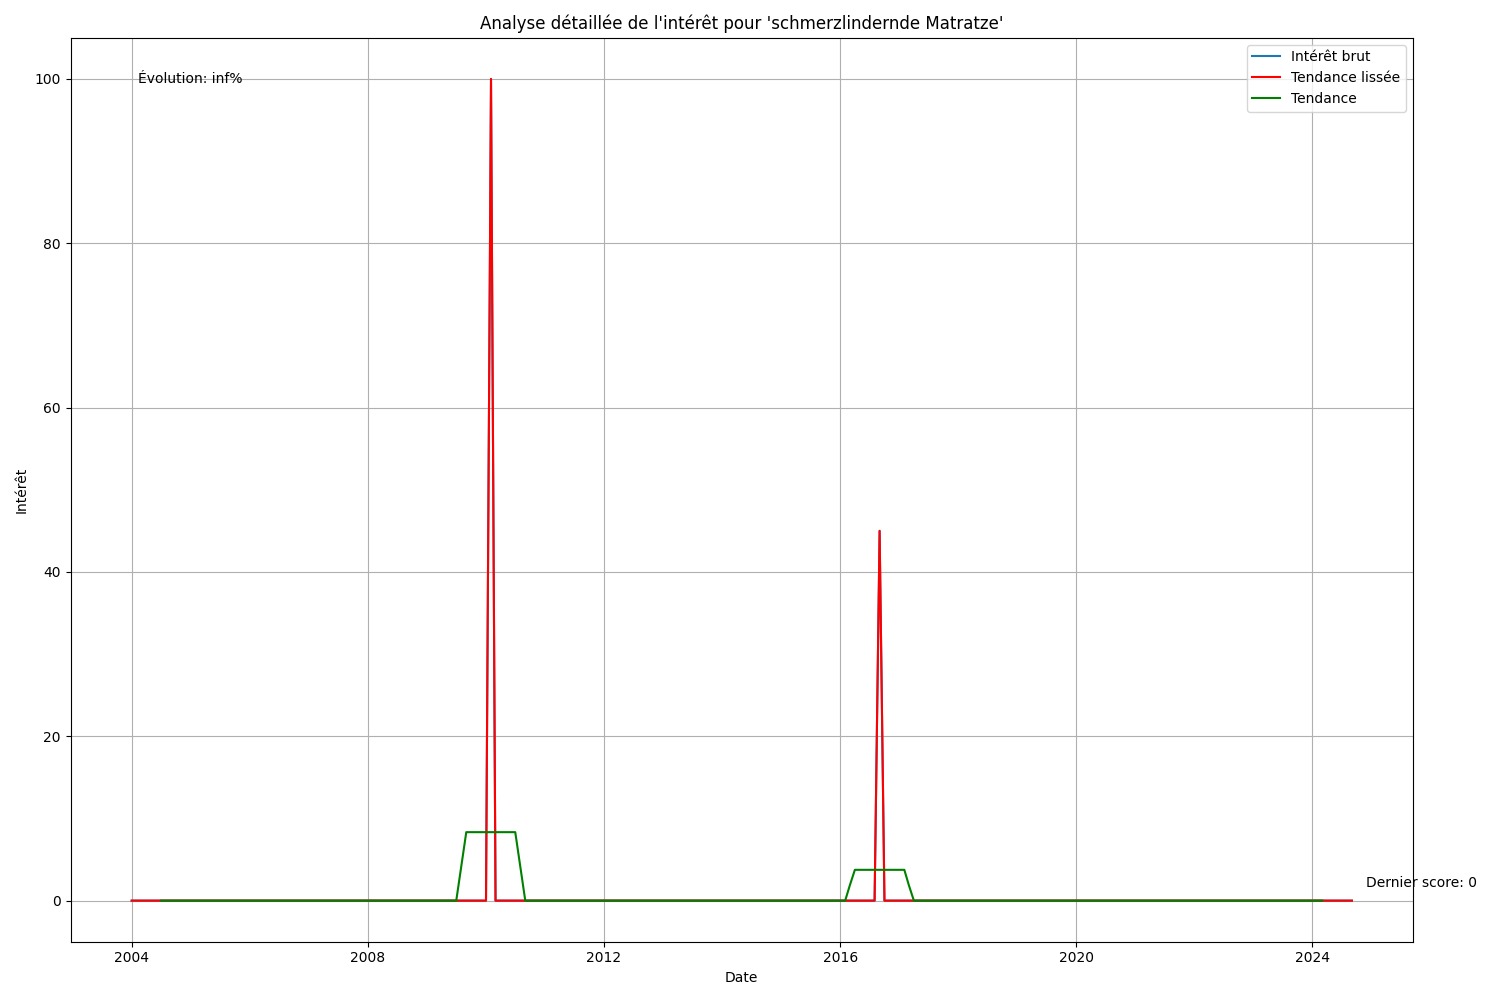 Analyse détaillée de l'intérêt pour 'schmerzlindernde Matratze'
Évolution: inf%
Intérêt brut
Tendance lissée
Tendance
100
80
60
40
20
0
Intérêt
Dernier score: 0
2004 2008 2012 2016 2020 2024
Date